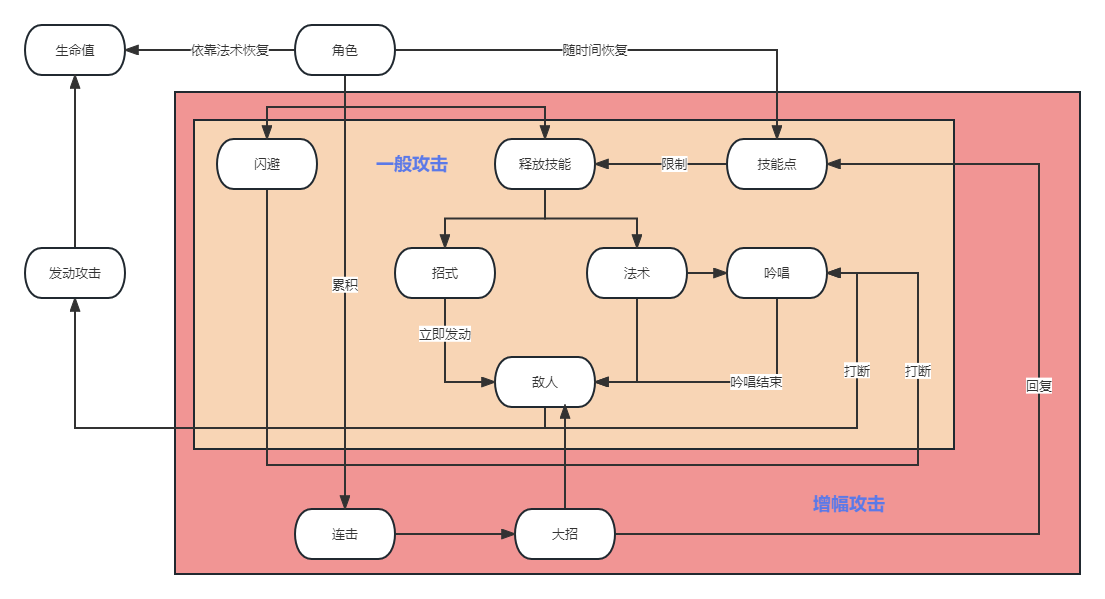 生命值
依靠法术恢复
角色
随时间恢复
闪避
一般攻击
释放技能
限制
技能点
发动攻击
累积
招式
法术
吟唱
立即发动
敌人
吟唱结束
打断
打断
回复
增幅攻击
连击
大招